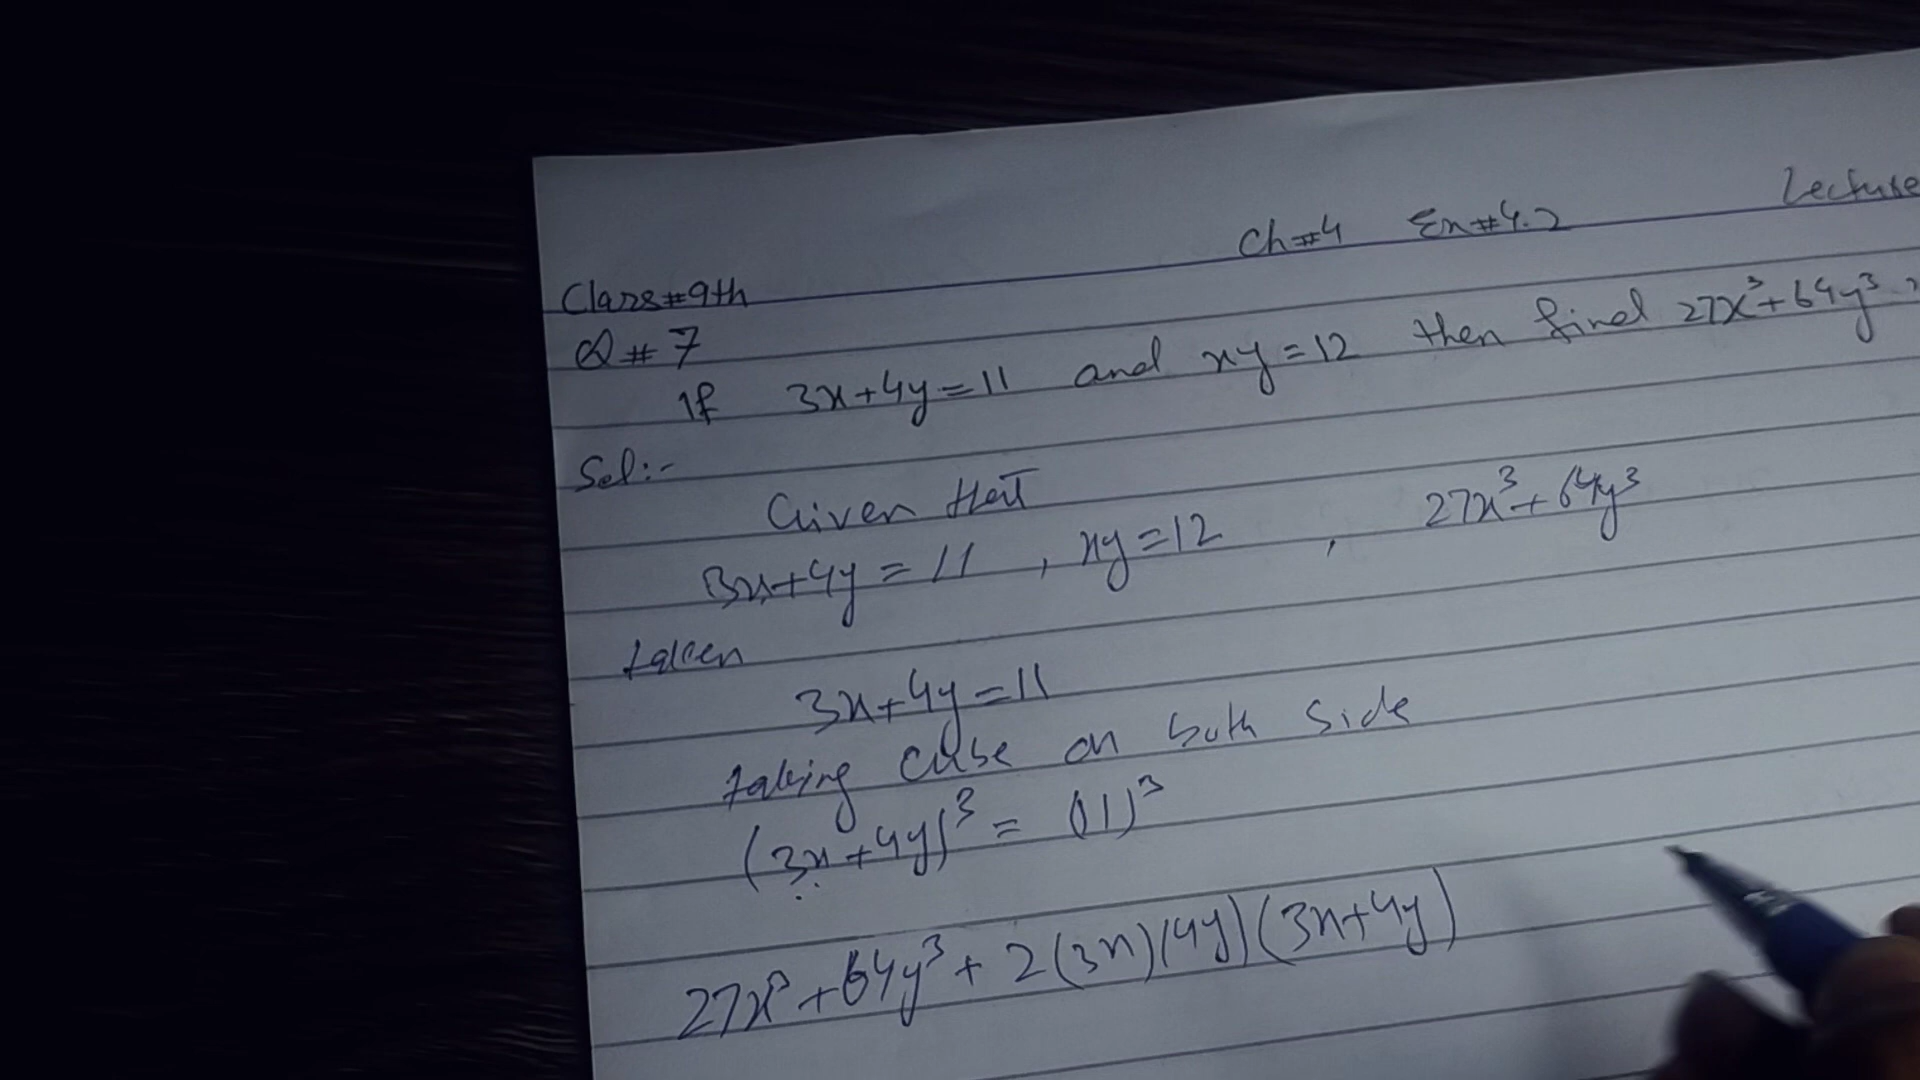 Ch#4 Ex#4.2 Lecture
Class#9th
Q#7
If 3x+4y=11 and xy=12 then find 27x³+64y³
Sol:-
Given that
3x+4y=11 , xy=12 , 27x³+64y³
taken
3x+4y=11
taking cube on both side
(3x+4y)³ = (11)³
27x³+64y³+2(3x)(4y)(3x+4y)